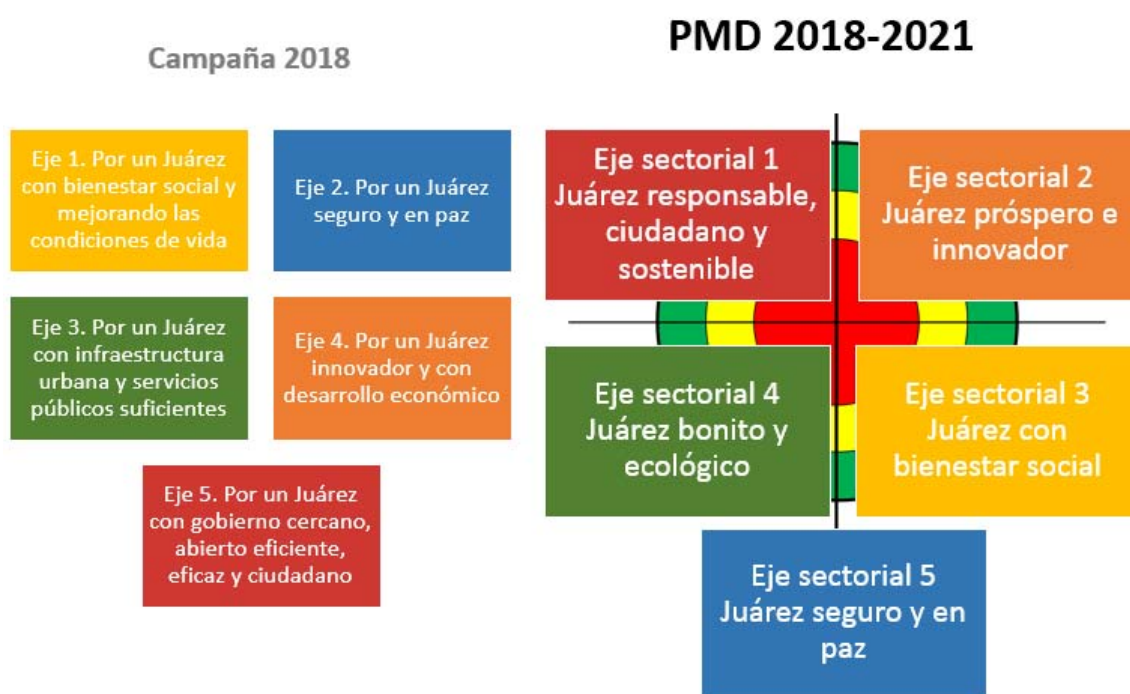 Campaña 2018
Eje 1. Por un Juárez
con bienestar social y
mejorando las
condiciones de vida
Eje 2. Por un Juárez
seguro y en paz
Eje 3. Por un Juárez
con infraestructura
urbana y servicios
públicos suficientes
Eje 4. Por un Juárez
innovador y con
desarrollo económico
Eje 5. Por un Juárez
con gobierno cercano,
abierto eficiente,
eficaz y ciudadano
PMD 2018-2021
Eje sectorial 1
Juárez responsable,
ciudadano y
sostenible
Eje sectorial 2
Juárez próspero e
innovador
Eje sectorial 4
Juárez bonito y
ecológico
Eje sectorial 3
Juárez con
bienestar social
Eje sectorial 5
Juárez seguro y en
paz